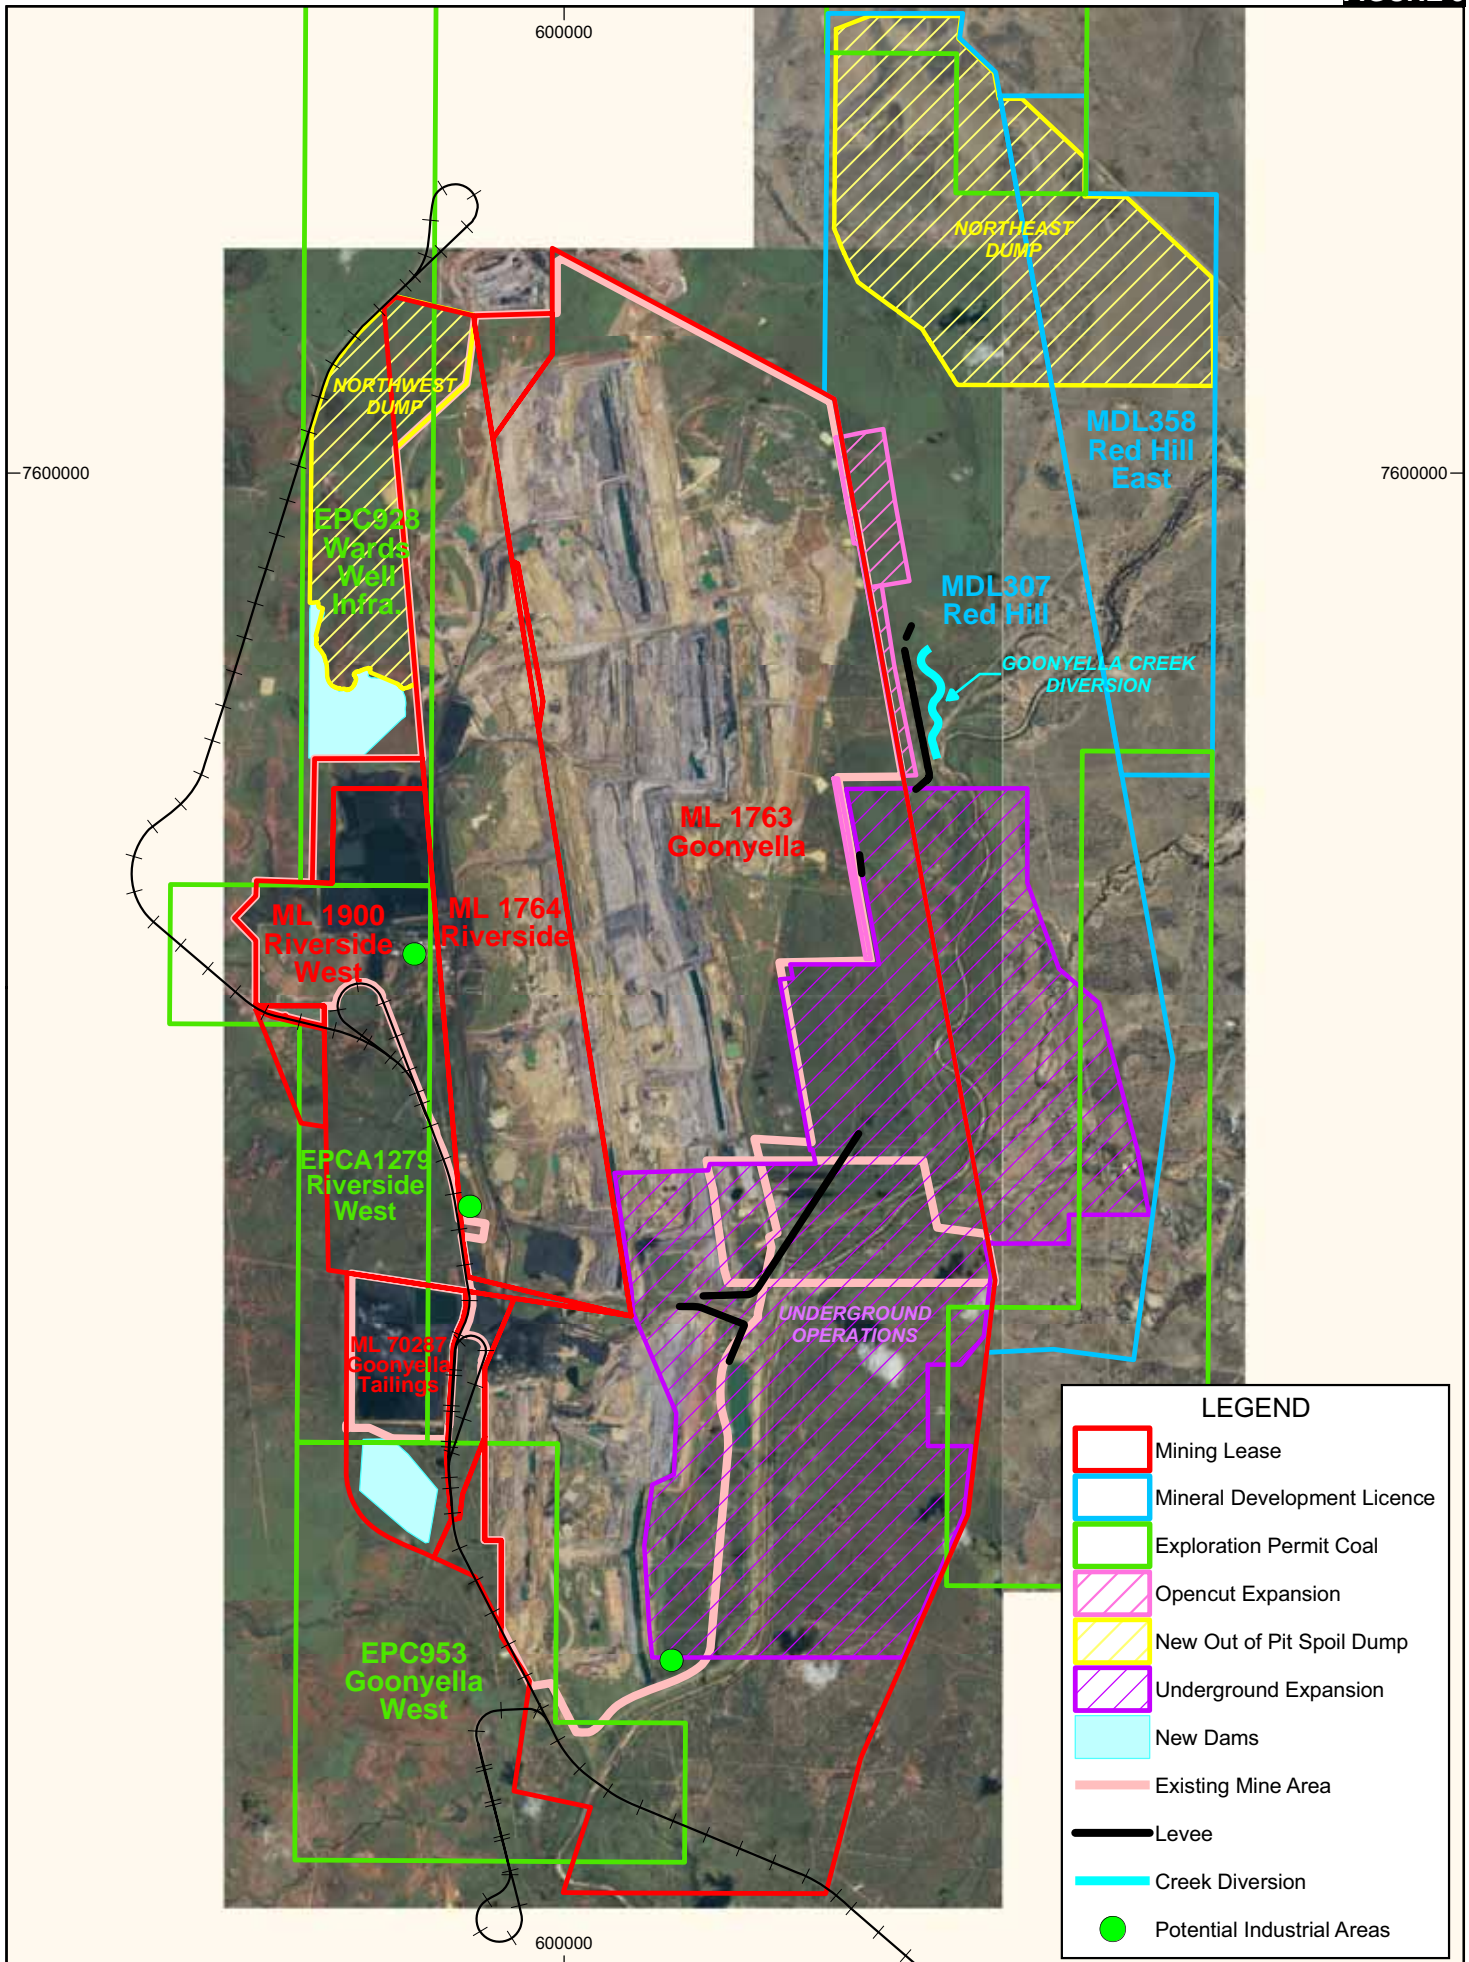 600000
NORTHEAST
DUMP
NORTHWEST
DUMP
MDL358
Red Hill
East
7600000
7600000
EPC928
Wards
Well
Infra.
MDL307
Red Hill
GOONYELLA CREEK
DIVERSION
ML 1763
Goonyella
ML 1900
Riverside
West
ML 1764
Riverside
EPCA1279
Riverside
West
UNDERGROUND
OPERATIONS
ML 70287
Goonyella
Tailings
EPC953
Goonyella
West
LEGEND
Mining Lease
Mineral Development Licence
Exploration Permit Coal
Opencut Expansion
New Out of Pit Spoil Dump
Underground Expansion
New Dams
Existing Mine Area
Levee
Creek Diversion
Potential Industrial Areas
600000